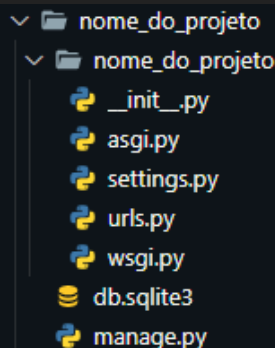 nome_do_projeto
nome_do_projeto
__init__.py
asgi.py
settings.py
urls.py
wsgi.py
db.sqlite3
manage.py